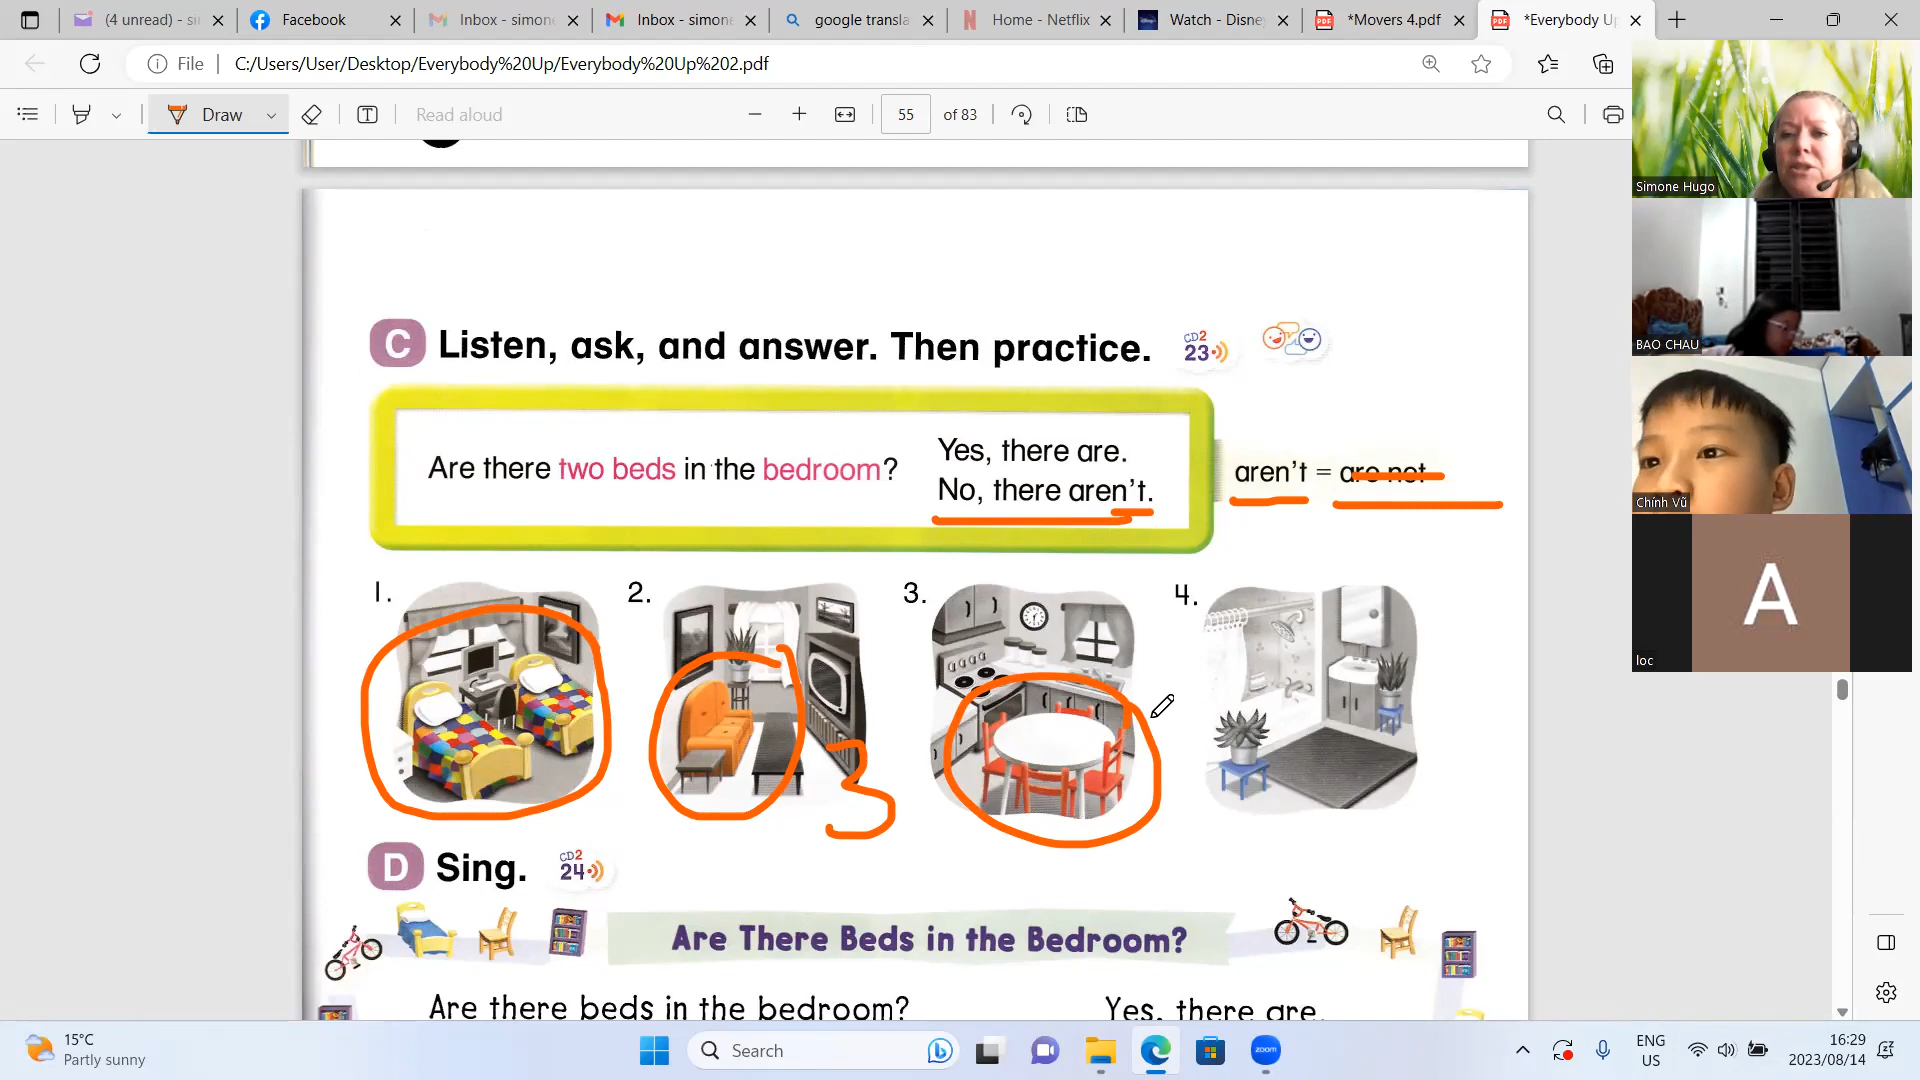 (4 unread) - si
Facebook
Inbox - simone
Inbox - simone
google transla
Home - Netflix
Watch - Disne
*Movers 4.pdf
*Everybody Up
File
C:/Users/User/Desktop/Everybody%20Up/Everybody%20Up%202.pdf
Draw
Read aloud
55
of 83
Simone Hugo
BAO CHAU
Chính Vũ
A
loc
C Listen, ask, and answer. Then practice.
CD2
23
Are there two beds in the bedroom?
Yes, there are.
No, there aren't.
aren't = are not
1.
2.
3.
4.
3
D Sing.
CD2
24
Are There Beds in the Bedroom?
Are there beds in the bedroom?
Yes, there are.
15°C
Partly sunny
Search
zoom
ENG
US
16:29
2023/08/14